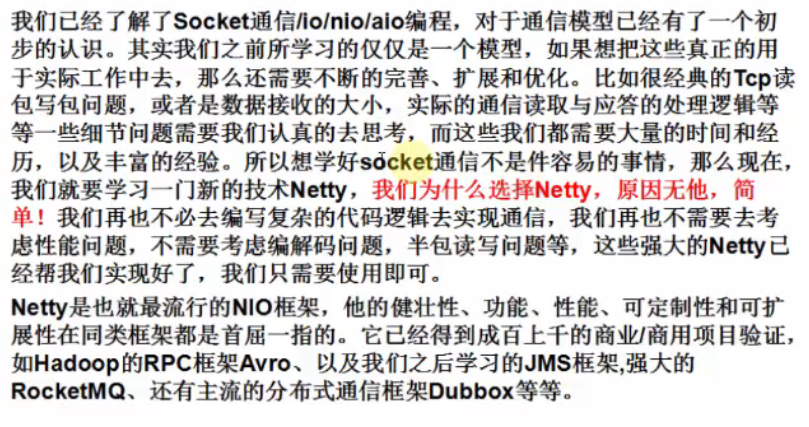 我们已经了解了Socket通信/io/nio/aio编程，对于通信模型已经有了一个初
步的认识。其实我们之前所学习的仅仅是一个模型，如果想把这些真正的用
于实际工作中去，那么还需要不断的完善、扩展和优化。比如很经典的Tcp读
包写包问题，或者是数据接收的大小，实际的通信读取与应答的处理逻辑等
等一些细节问题需要我们认真的去思考，而这些我们都需要大量的时间和经
历，以及丰富的经验。所以想学好socket通信不是件容易的事情，那么现在，
我们就要学习一门新的技术Netty，我们为什么选择Netty，原因无他，简
单！我们再也不必去编写复杂的代码逻辑去实现通信，我们再也不需要去考
虑性能问题，不需要考虑编解码问题，半包读写问题等，这些强大的Netty已
经帮我们实现好了，我们只需要使用即可。
Netty是也就最流行的NIO框架，他的健壮性、功能、性能、可定制性和可扩
展性在同类框架都是首屈一指的。它已经得到成百上千的商业/商用项目验证，
如Hadoop的RPC框架Avro、以及我们之后学习的JMS框架,强大的
RocketMQ、还有主流的分布式通信框架Dubbox等等。